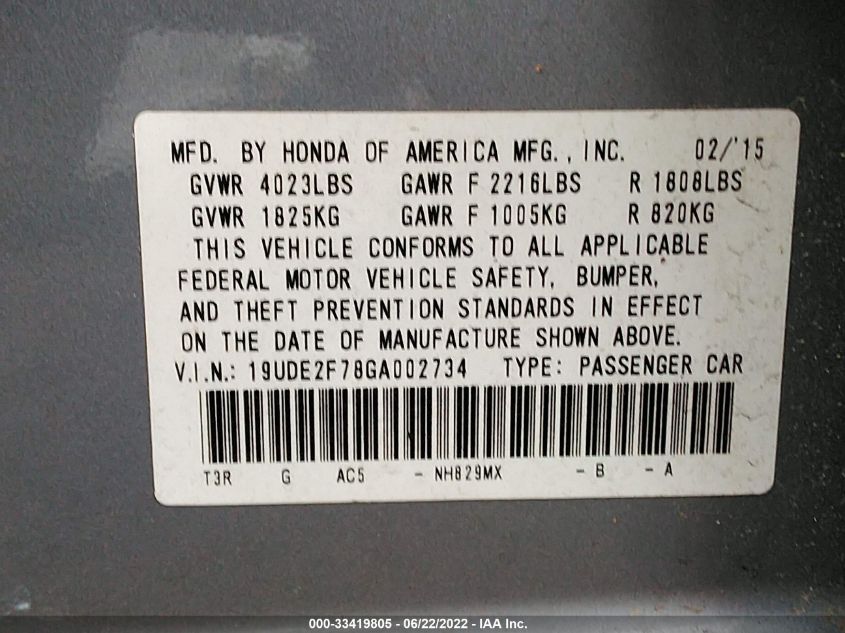 MFD. BY HONDA OF AMERICA MFG., INC. 02/'15
GVWR 4023LBS GAWR F 2216LBS R 1808LBS
GVWR 1825KG GAWR F 1005KG R 820KG
THIS VEHICLE CONFORMS TO ALL APPLICABLE
FEDERAL MOTOR VEHICLE SAFETY, BUMPER,
AND THEFT PREVENTION STANDARDS IN EFFECT
ON THE DATE OF MANUFACTURE SHOWN ABOVE.
V.I.N.: 19UDE2F78GA002734 TYPE: PASSENGER CAR
T3R G AC5 - NH829MX - B - A
000-33419805 - 06/22/2022 - IAA Inc.